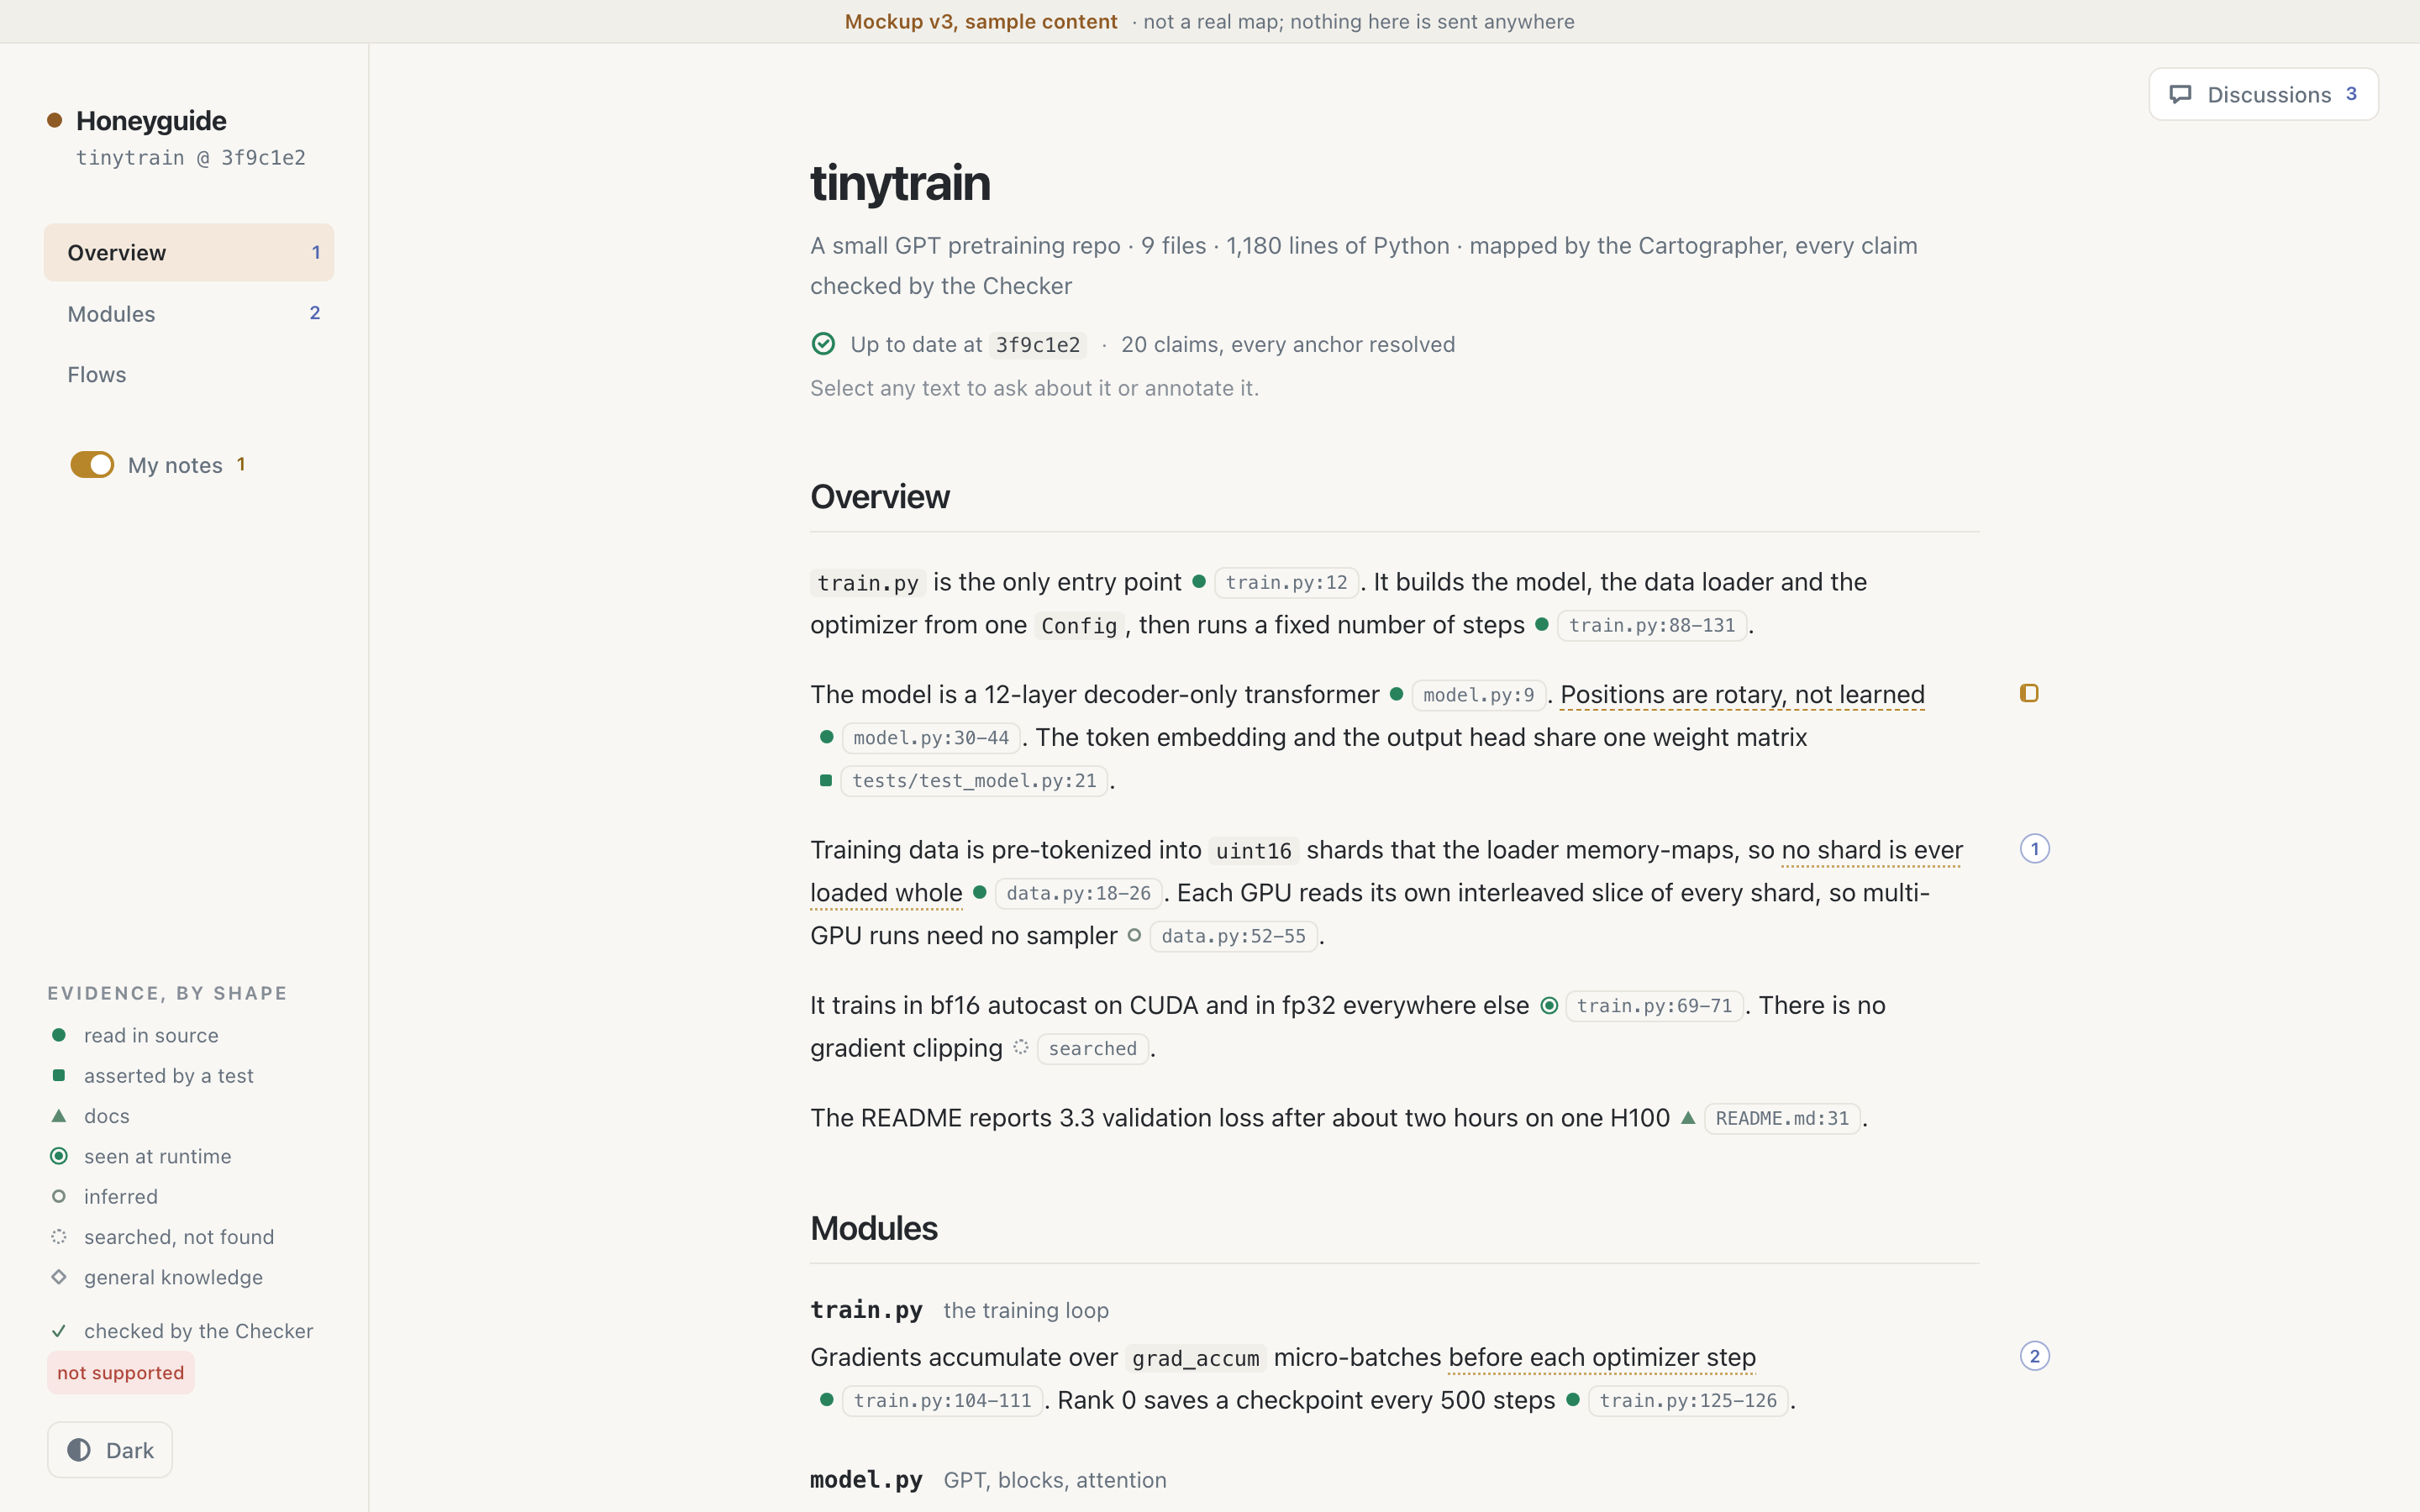 Mockup v3, sample content · not a real map; nothing here is sent anywhere
Honeyguide
tinytrain @ 3f9c1e2
Overview 1
Modules 2
Flows
My notes 1
EVIDENCE, BY SHAPE
read in source
asserted by a test
docs
seen at runtime
inferred
searched, not found
general knowledge
checked by the Checker
not supported
Dark
Discussions 3
tinytrain
A small GPT pretraining repo · 9 files · 1,180 lines of Python · mapped by the Cartographer, every claim
checked by the Checker
Up to date at 3f9c1e2 · 20 claims, every anchor resolved
Select any text to ask about it or annotate it.
Overview
train.py is the only entry point train.py:12. It builds the model, the data loader and the
optimizer from one Config, then runs a fixed number of steps train.py:88–131.
The model is a 12-layer decoder-only transformer model.py:9. Positions are rotary, not learned
model.py:30–44. The token embedding and the output head share one weight matrix
tests/test_model.py:21.
Training data is pre-tokenized into uint16 shards that the loader memory-maps, so no shard is ever 1
loaded whole data.py:18–26. Each GPU reads its own interleaved slice of every shard, so multi-
GPU runs need no sampler data.py:52–55.
It trains in bf16 autocast on CUDA and in fp32 everywhere else train.py:69–71. There is no
gradient clipping searched.
The README reports 3.3 validation loss after about two hours on one H100 README.md:31.
Modules
train.py the training loop
Gradients accumulate over grad_accum micro-batches before each optimizer step 2
train.py:104–111. Rank 0 saves a checkpoint every 500 steps train.py:125–126.
model.py GPT, blocks, attention